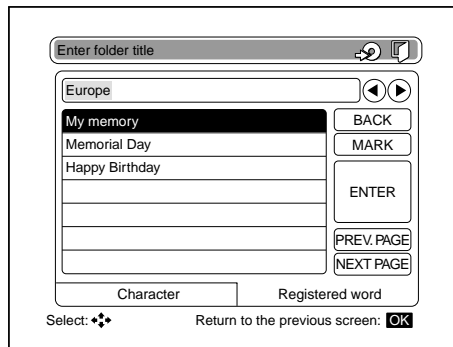 Enter folder title
Europe
My memory
Memorial Day
Happy Birthday
BACK
MARK
ENTER
PREV. PAGE
NEXT PAGE
Character
Registered word
Select:
Return to the previous screen: OK